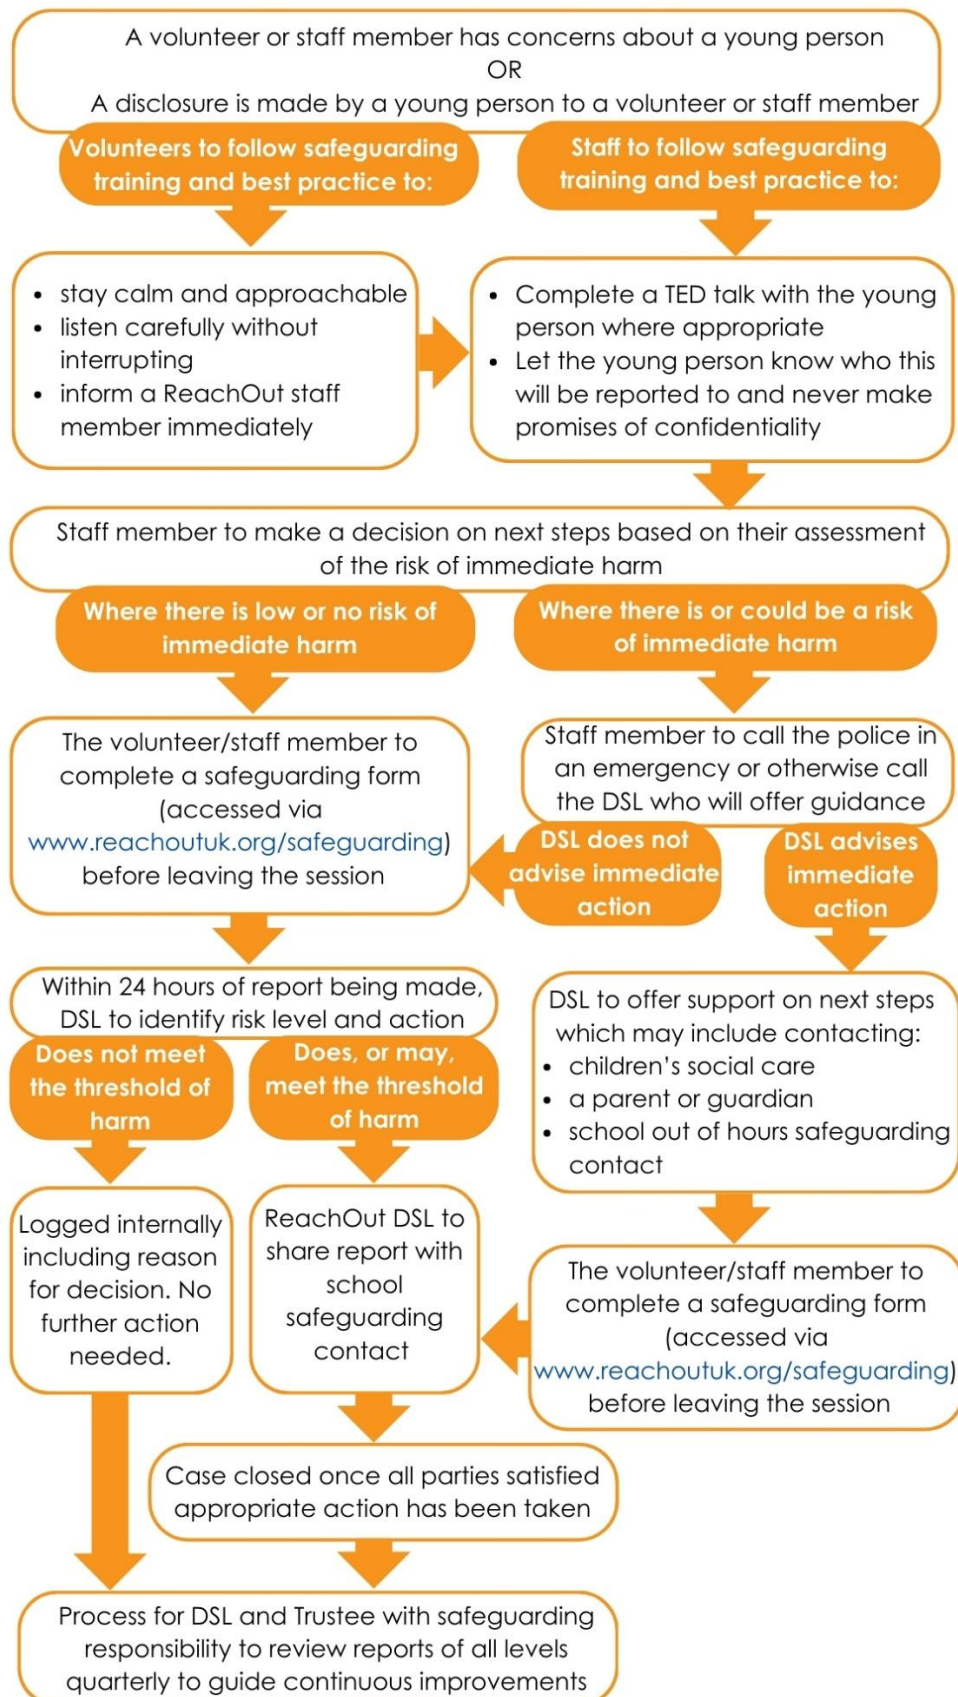 A volunteer or staff member has concerns about a young person
OR
A disclosure is made by a young person to a volunteer or staff member
Volunteers to follow safeguarding
training and best practice to:
Staff to follow safeguarding
training and best practice to:
• stay calm and approachable
• listen carefully without
interrupting
• inform a ReachOut staff
member immediately
• Complete a TED talk with the young
person where appropriate
• Let the young person know who this
will be reported to and never make
promises of confidentiality
Staff member to make a decision on next steps based on their assessment
of the risk of immediate harm
Where there is low or no risk of
immediate harm
Where there is or could be a risk
of immediate harm
The volunteer/staff member to
complete a safeguarding form
(accessed via
www.reachoutuk.org/safeguarding)
before leaving the session
Staff member to call the police in
an emergency or otherwise call
the DSL who will offer guidance
DSL does not
advise immediate
action
DSL advises
immediate
action
Within 24 hours of report being made,
DSL to identify risk level and action
Does not meet
the threshold of
harm
Does, or may,
meet the threshold
of harm
DSL to offer support on next steps
which may include contacting:
• children's social care
• a parent or guardian
• school out of hours safeguarding
contact
Logged internally
including reason
for decision. No
further action
needed.
ReachOut DSL to
share report with
school
safeguarding
contact
The volunteer/staff member to
complete a safeguarding form
(accessed via
www.reachoutuk.org/safeguarding)
before leaving the session
Case closed once all parties satisfied
appropriate action has been taken
Process for DSL and Trustee with safeguarding
responsibility to review reports of all levels
quarterly to guide continuous improvements